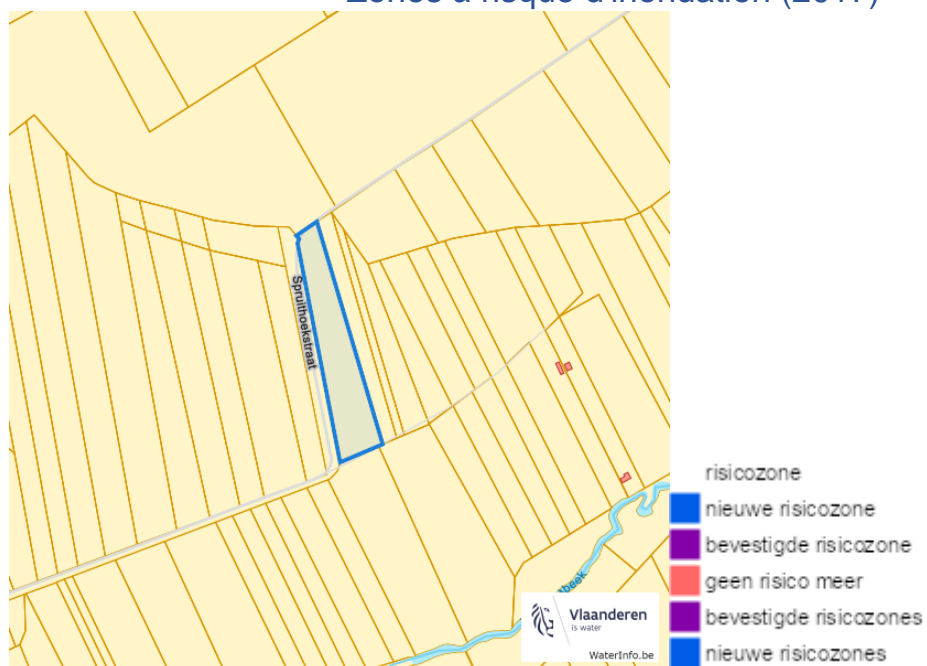 Zones à risque d'inondation (2017)
Spruithoekstraat
beek
Vlaanderen
is water
WaterInfo.be
risicozone
nieuwe risicozone
bevestigde risicozone
geen risico meer
bevestigde risicozones
nieuwe risicozones